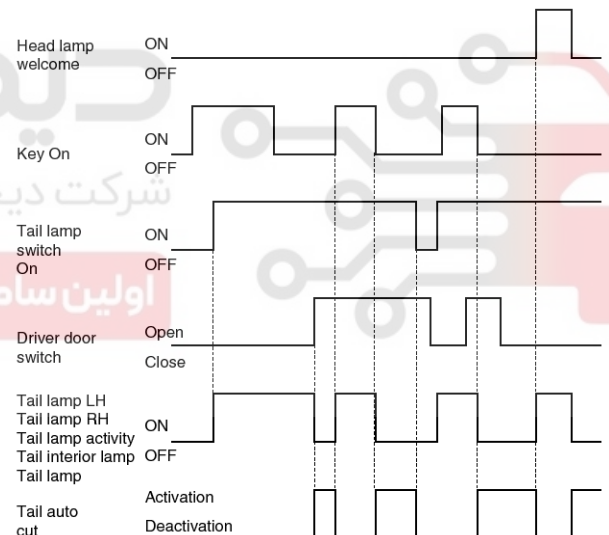 Head lamp
welcome
ON
OFF
Key On
ON
OFF
Tail lamp
switch
On
ON
OFF
Driver door
switch
Open
Close
Tail lamp LH
Tail lamp RH
Tail lamp activity
Tail interior lamp
Tail lamp
ON
OFF
Tail auto
cut
Activation
Deactivation
شرکت
اولین